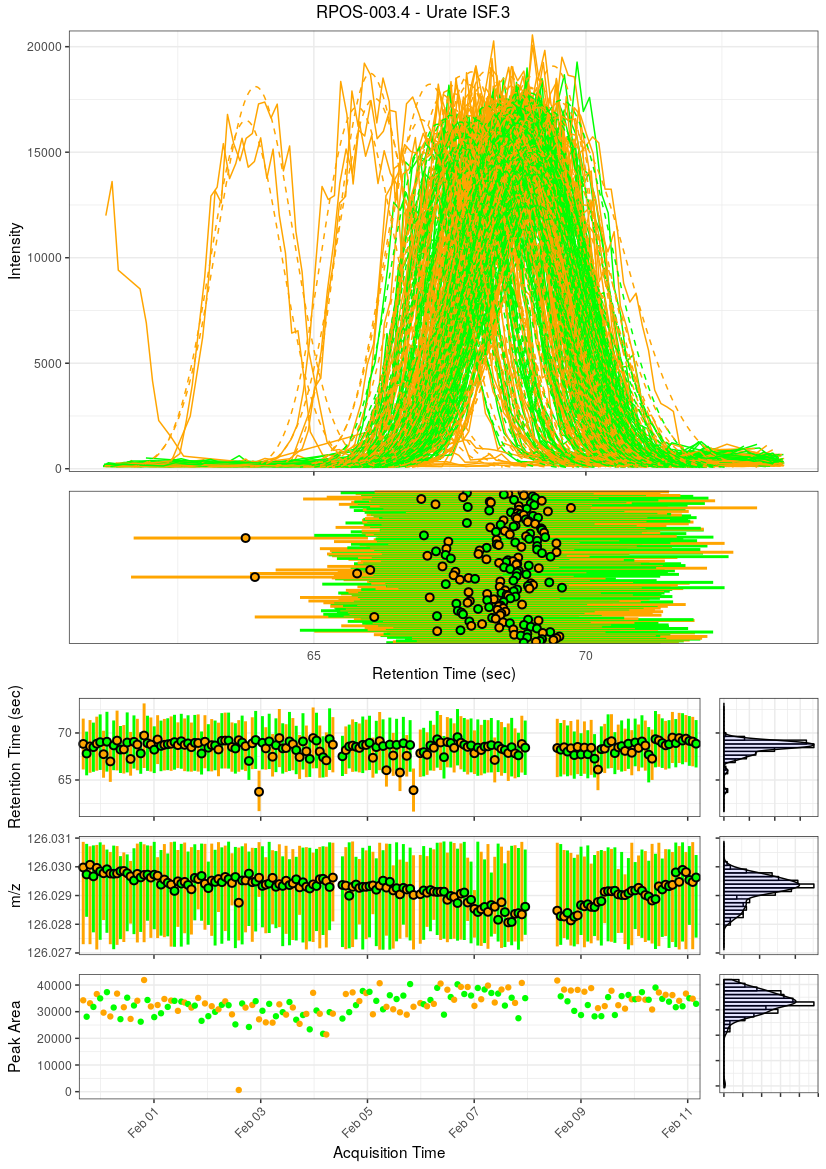 RPOS-003.4 - Urate ISF.3
20000
15000
10000
5000
0
Intensity
65
70
Retention Time (sec)
Retention Time (sec)
70
65
m/z
126.031
126.030
126.029
126.028
126.027
Peak Area
40000
30000
20000
10000
0
Feb 01
Feb 03
Feb 05
Feb 07
Feb 09
Feb 11
Acquisition Time